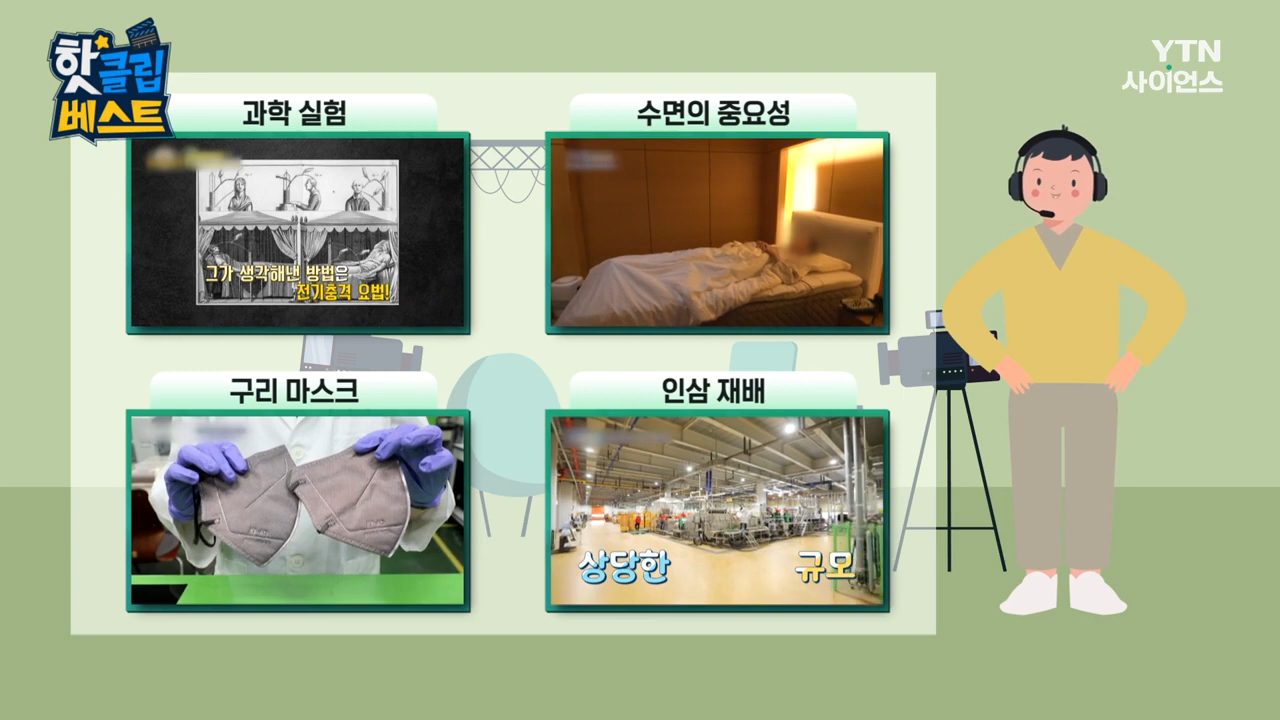 핫클립
베스트
YTN
사이언스
과학 실험
수면의 중요성
그가 생각해낸 방법은,
전기충격 요법!
구리 마스크
인삼 재배
상당한 규모